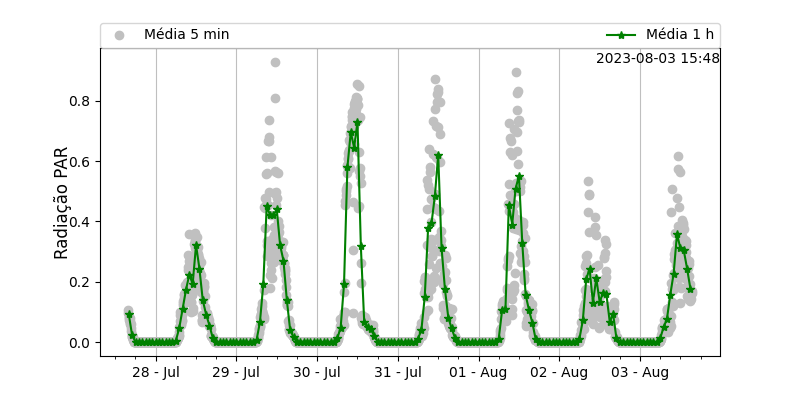 Média 5 min
Média 1 h
2023-08-03 15:48
Radiação PAR
0.8
0.6
0.4
0.2
0.0
28 - Jul
29 - Jul
30 - Jul
31 - Jul
01 - Aug
02 - Aug
03 - Aug